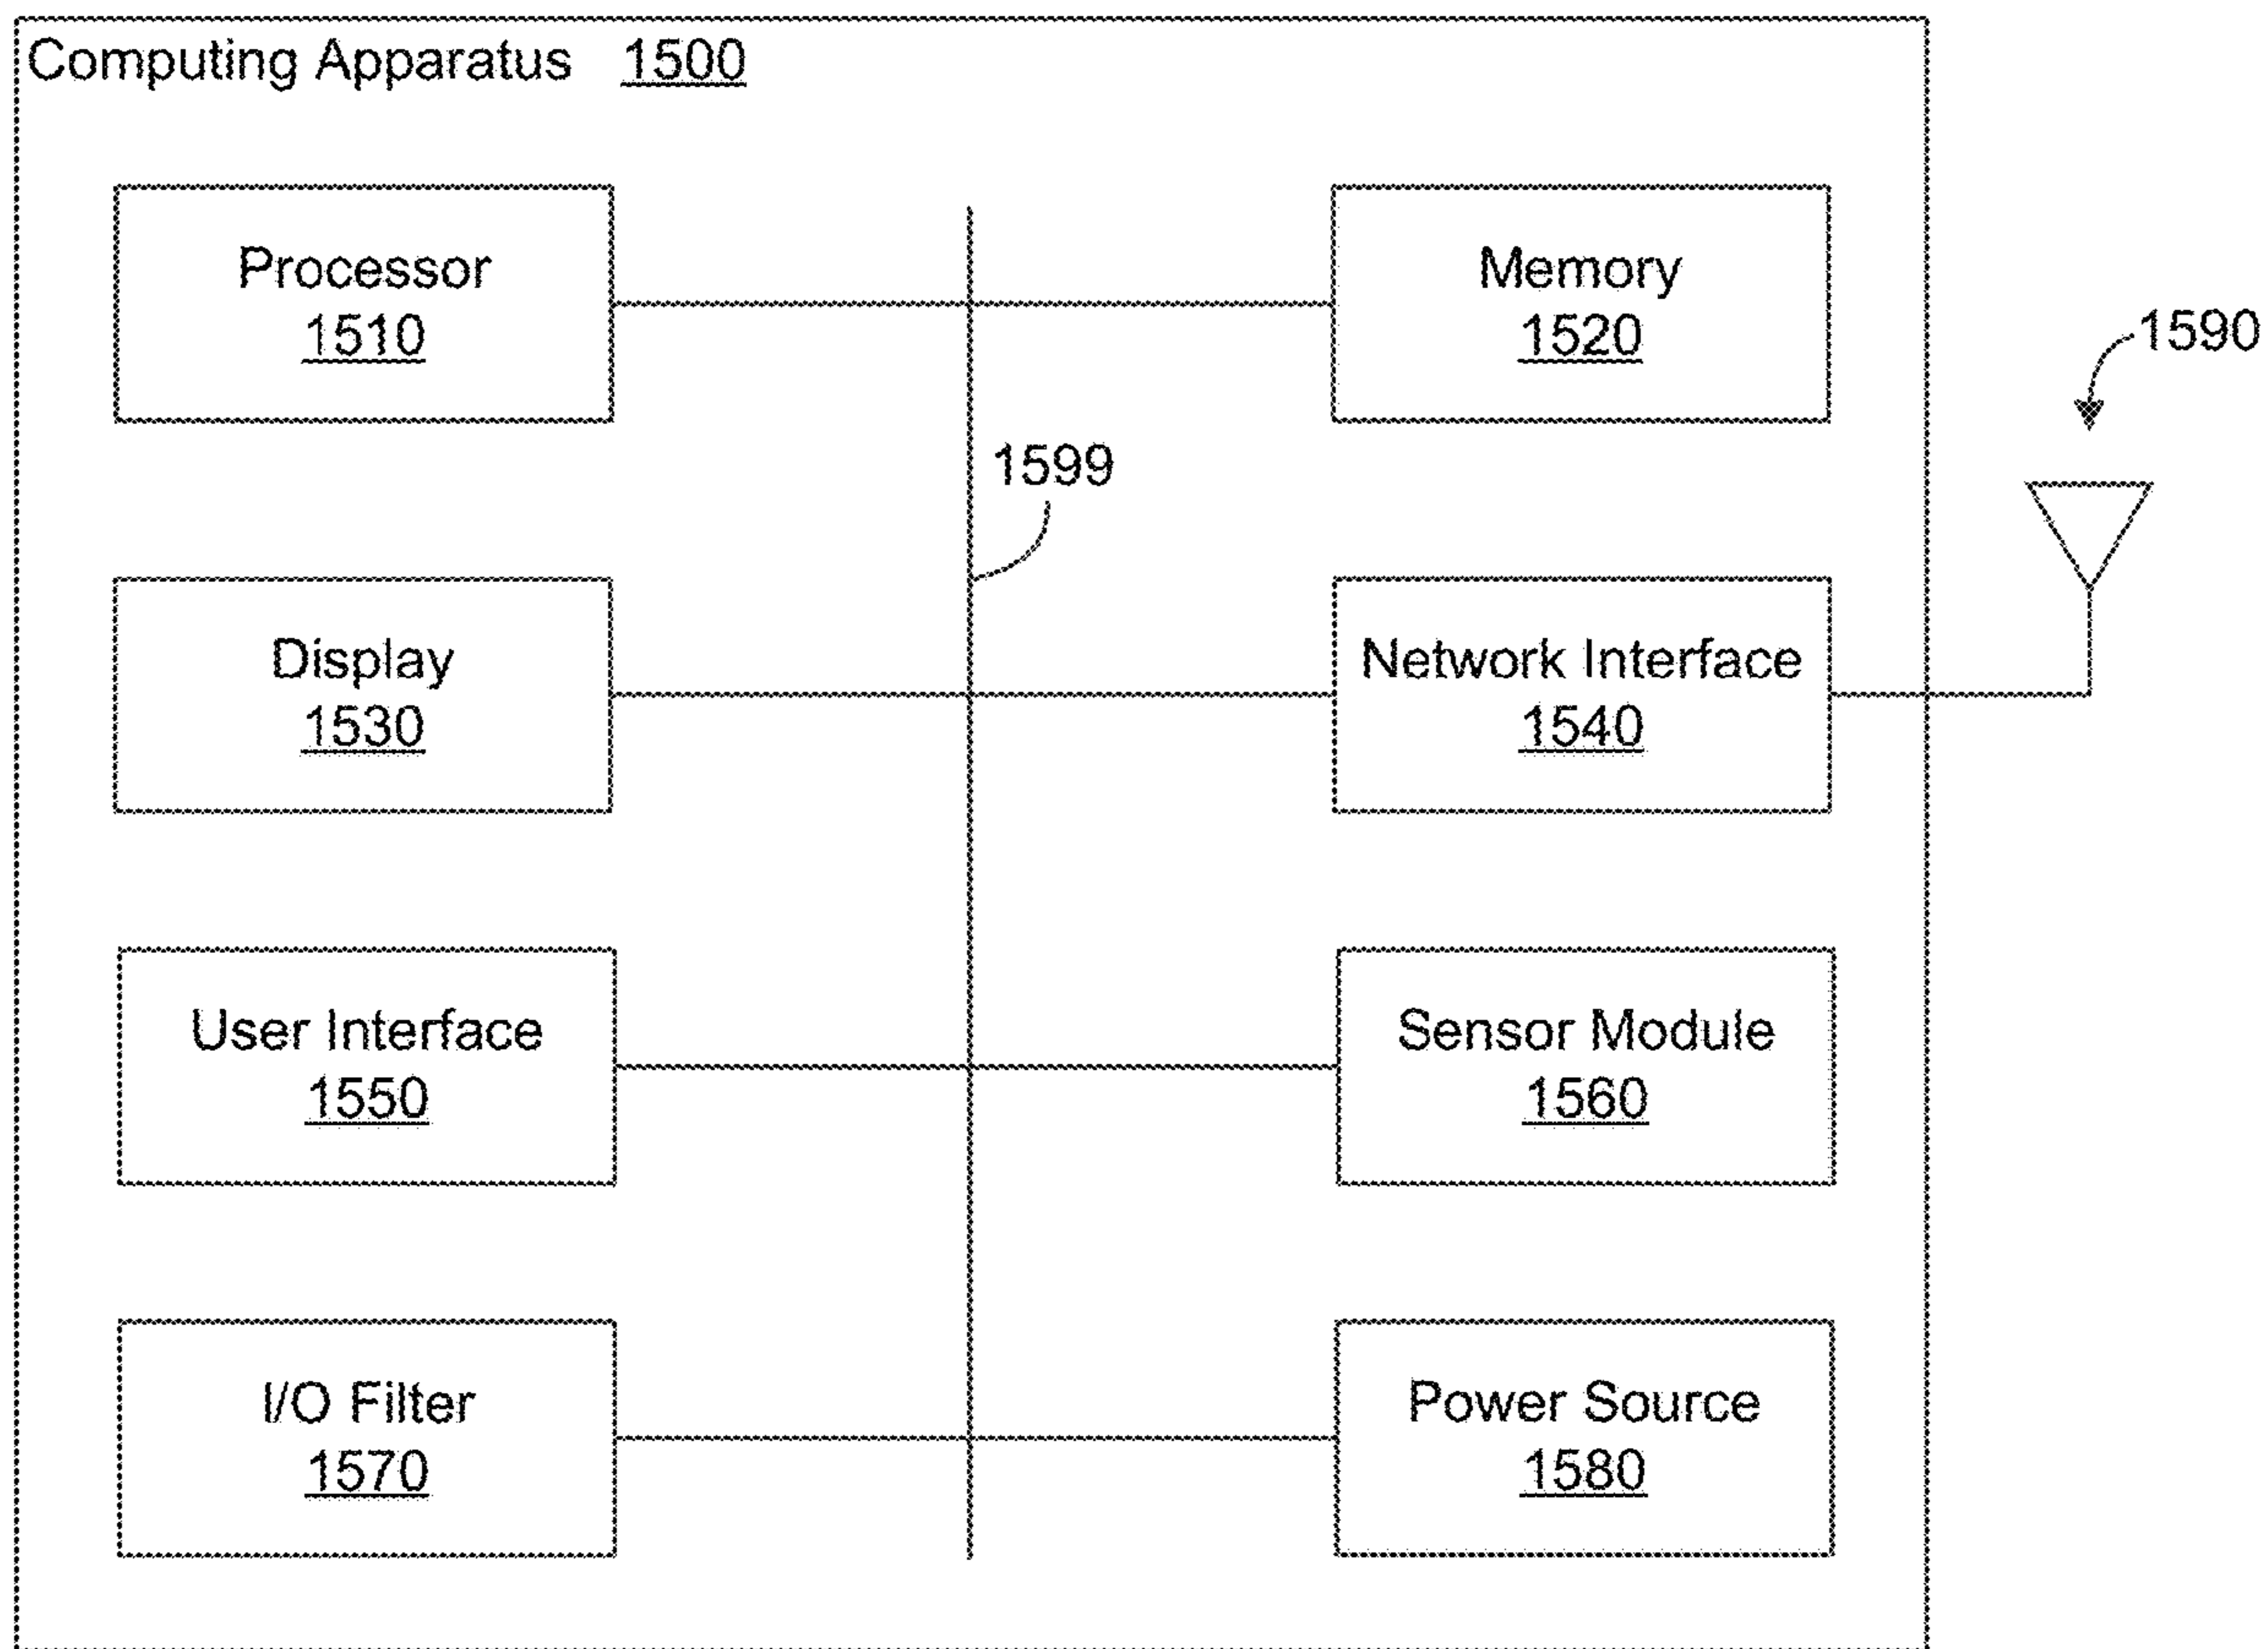 Computing Apparatus 1500
Processor
1510
Memory
1520
1590
1599
Display
1530
Network Interface
1540
User Interface
1550
Sensor Module
1560
I/O Filter
1570
Power Source
1580